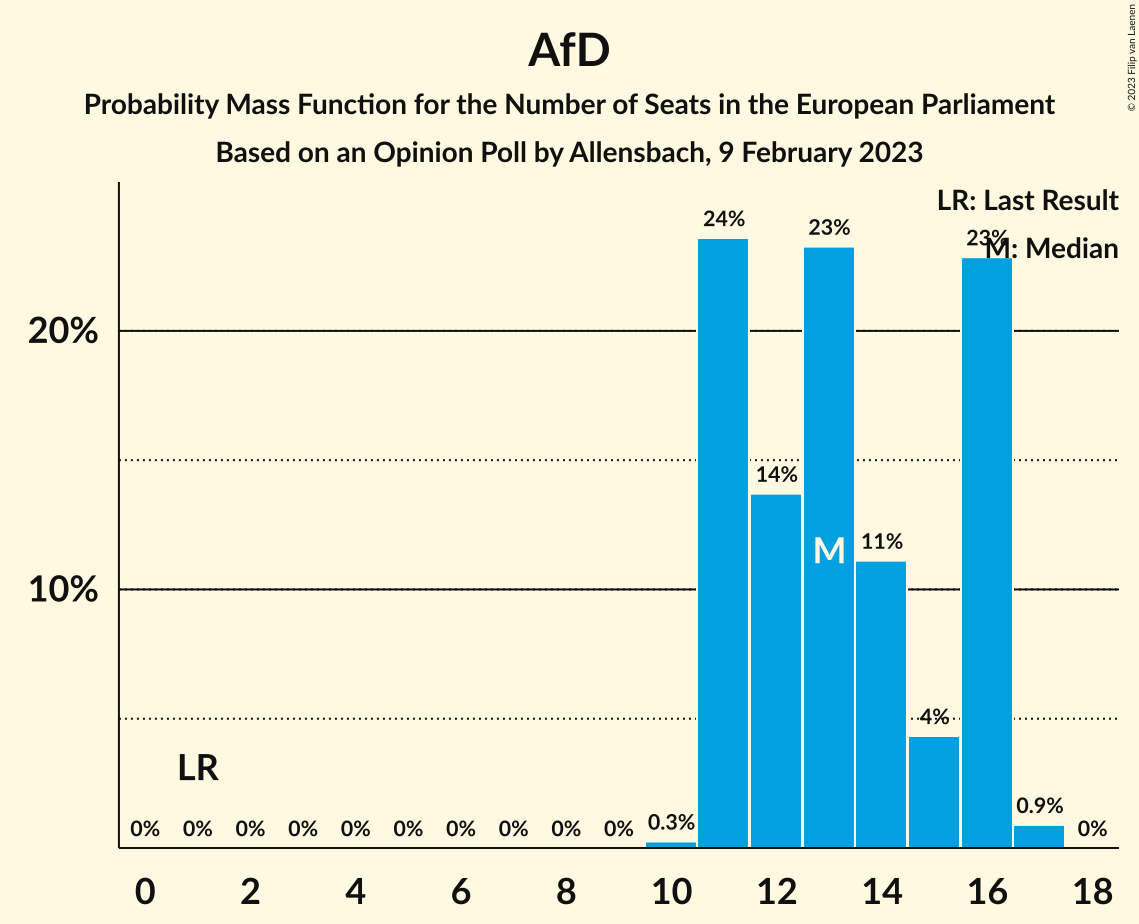 AfD
Probability Mass Function for the Number of Seats in the European Parliament
Based on an Opinion Poll by Allensbach, 9 February 2023
© 2023 Filip van Laenen
LR: Last Result
M: Median
24%
23%
23%
20%
14%
M
11%
10%
4%
LR
0% 0% 0% 0% 0% 0% 0% 0% 0% 0% 0.3% 0.9% 0%
0 2 4 6 8 10 12 14 16 18